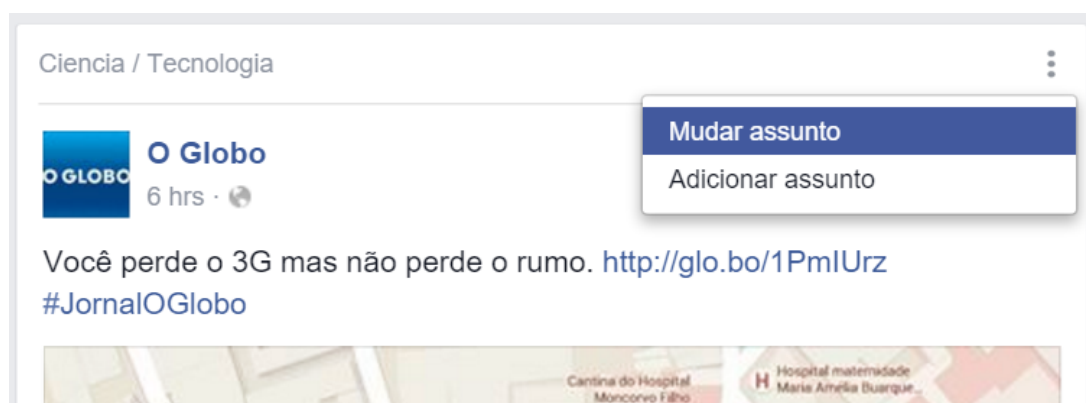 Ciencia / Tecnologia
Mudar assunto
Adicionar assunto
O GLOBO
O Globo
6 hrs ·
Você perde o 3G mas não perde o rumo. http://glo.bo/1PmIUrz
#JornalOGlobo
Cantina do Hospital
Moncorvo Filho
H Hospital maternidade
Maria Amélia Buarque...